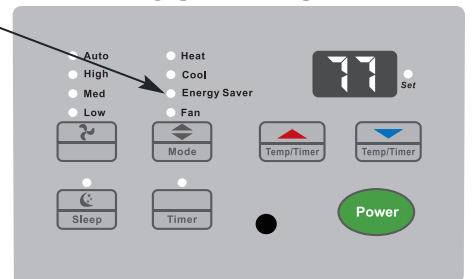 Auto
High
Med
Low
Heat
Cool
Energy Saver
Fan
77
Set
Mode
Temp/Timer
Temp/Timer
Sleep
Timer
Power